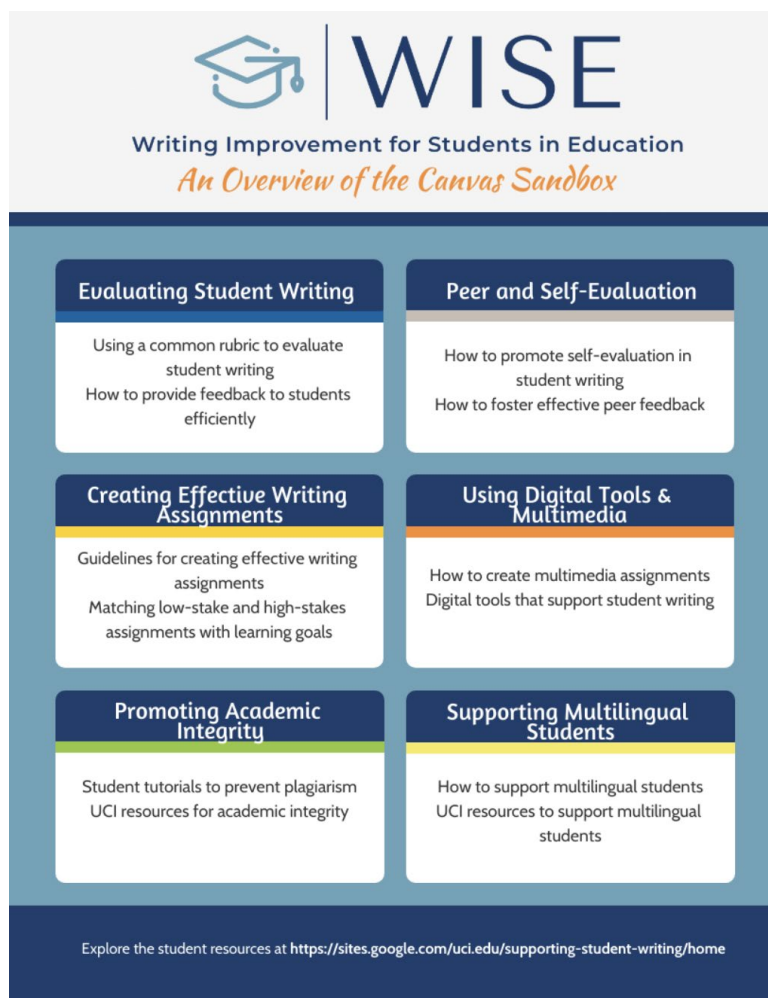 WISE
Writing Improvement for Students in Education
An Overview of the Canvas Sandbox
Evaluating Student Writing
Using a common rubric to evaluate
student writing
How to provide feedback to students
efficiently
Peer and Self-Evaluation
How to promote self-evaluation in
student writing
How to foster effective peer feedback
Creating Effective Writing
Assignments
Guidelines for creating effective writing
assignments
Matching low-stake and high-stakes
assignments with learning goals
Using Digital Tools &
Multimedia
How to create multimedia assignments
Digital tools that support student writing
Promoting Academic
Integrity
Student tutorials to prevent plagiarism
UCI resources for academic integrity
Supporting Multilingual
Students
How to support multilingual students
UCI resources to support multilingual
students
Explore the student resources at https://sites.google.com/uci.edu/supporting-student-writing/home